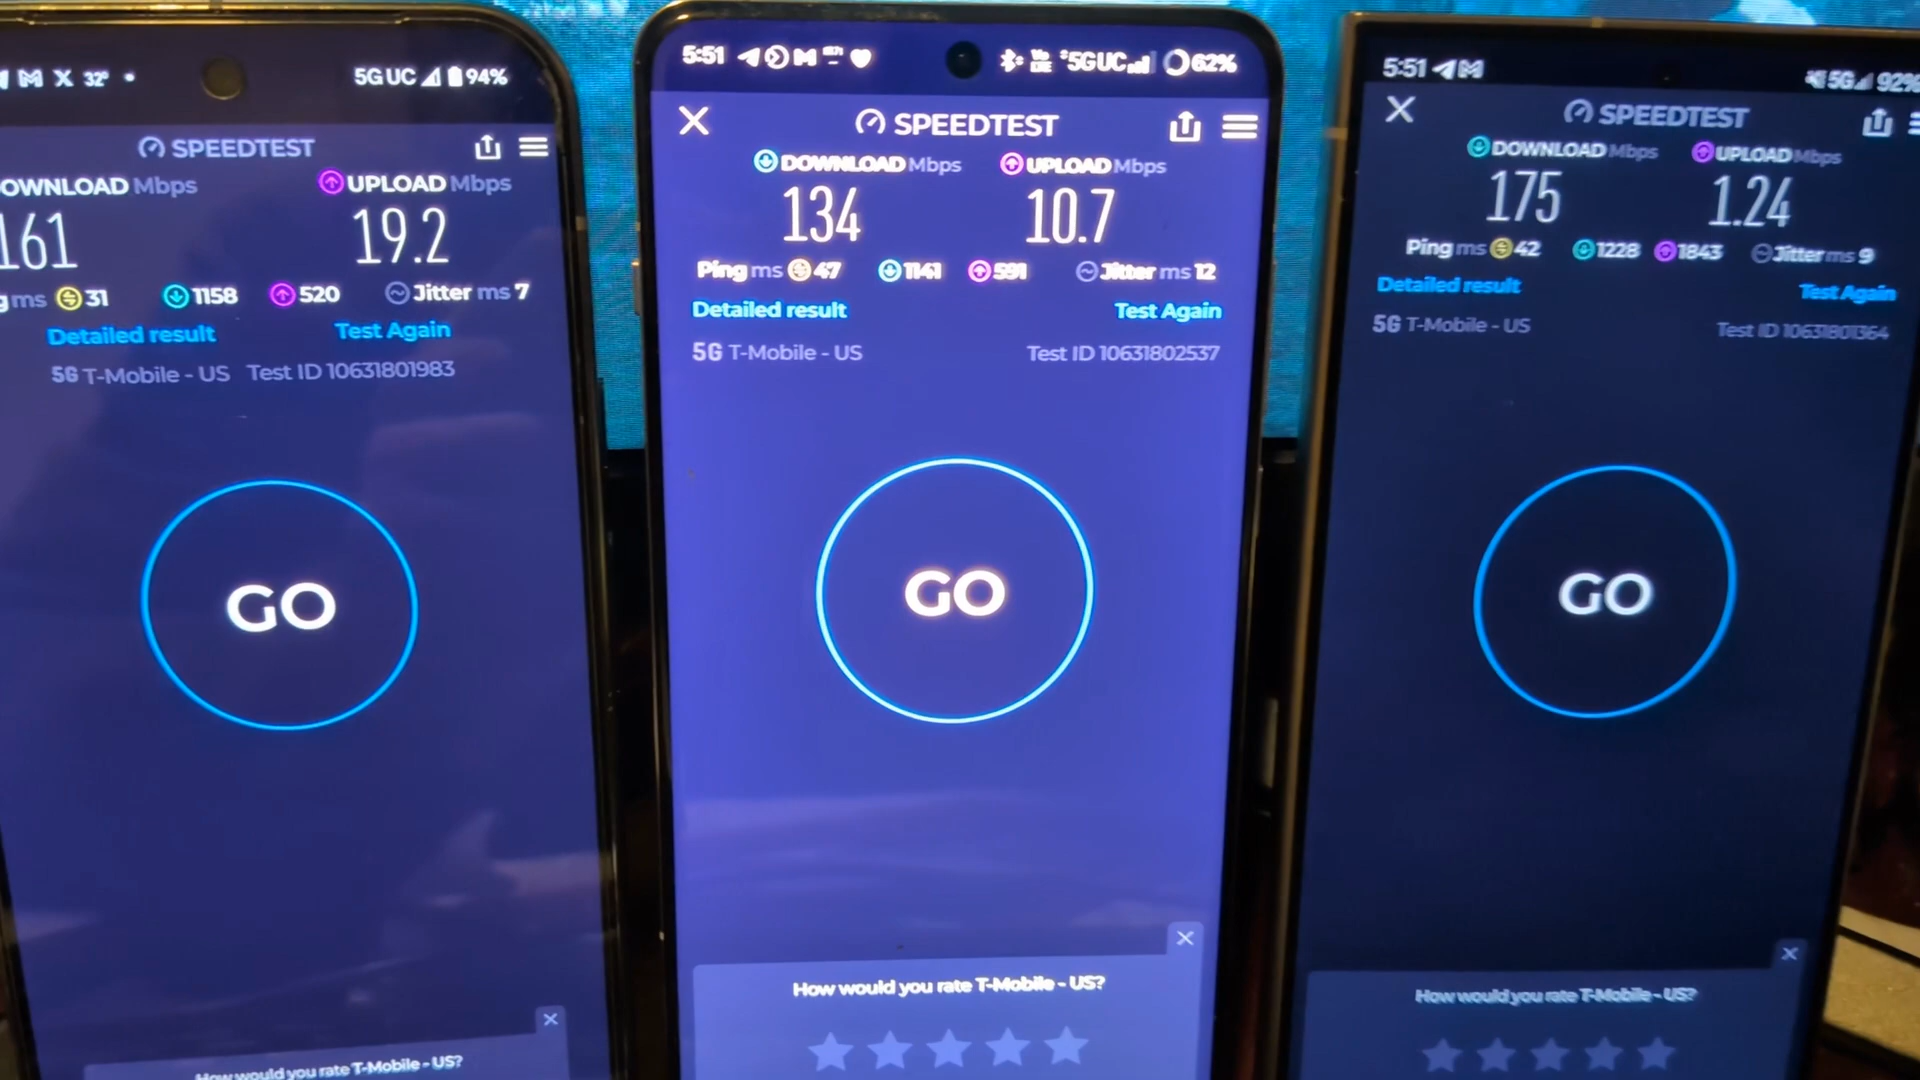 M X 32° •
5G UC 94%
SPEEDTEST
OWNLOAD Mbps
UPLOAD Mbps
161
19.2
g ms 31 1158 520 Jitter ms 7
Detailed result
Test Again
5G T-Mobile - US Test ID 10631801983
GO
How would you rate T-Mobile - US?
5:51
5GUC 62%
SPEEDTEST
DOWNLOAD Mbps
UPLOAD Mbps
134
10.7
Ping ms 47 1141 591 Jitter ms 12
Detailed result
Test Again
5G T-Mobile - US
Test ID 10631802537
GO
How would you rate T-Mobile - US?
5:51
5G 92%
SPEEDTEST
DOWNLOAD Mbps
UPLOAD Mbps
175
1.24
Ping ms 42 1228 1843 Jitter ms 9
Detailed result
Test Again
5G T-Mobile - US
Test ID 10631801364
GO
How would you rate T-Mobile - US?